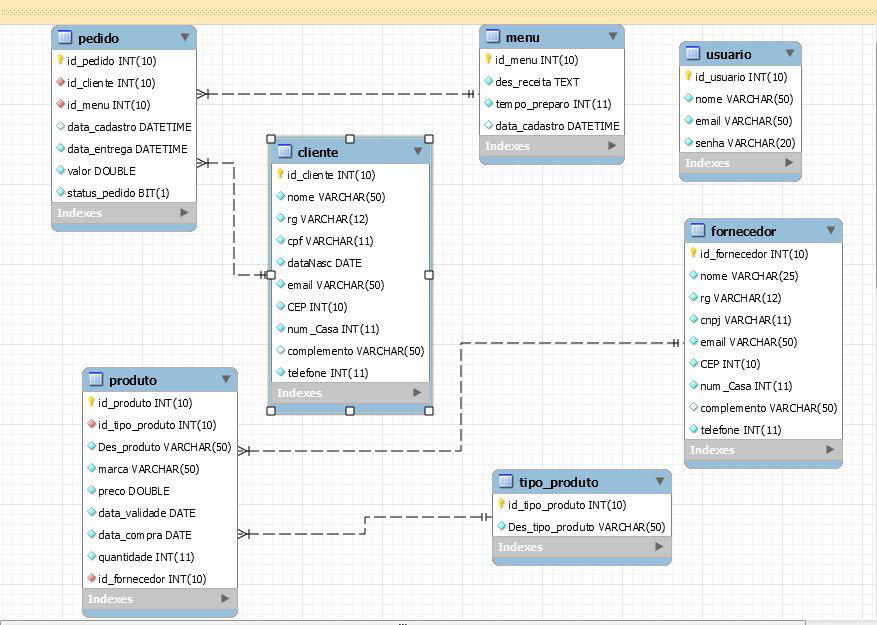 pedido
id_pedido INT(10)
id_cliente INT(10)
id_menu INT(10)
data_cadastro DATETIME
data_entrega DATETIME
valor DOUBLE
status_pedido BIT(1)
Indexes
menu
id_menu INT(10)
des_receita TEXT
tempo_preparo INT(11)
data_cadastro DATETIME
Indexes
usuario
id_usuario INT(10)
nome VARCHAR(50)
email VARCHAR(50)
senha VARCHAR(20)
Indexes
cliente
id_cliente INT(10)
nome VARCHAR(50)
rg VARCHAR(12)
cpf VARCHAR(11)
dataNasc DATE
email VARCHAR(50)
CEP INT(10)
num_Casa INT(11)
complemento VARCHAR(50)
telefone INT(11)
Indexes
fornecedor
id_fornecedor INT(10)
nome VARCHAR(25)
rg VARCHAR(12)
cnpj VARCHAR(11)
email VARCHAR(50)
CEP INT(10)
num_Casa INT(11)
complemento VARCHAR(50)
telefone INT(11)
Indexes
produto
id_produto INT(10)
id_tipo_produto INT(10)
Des_produto VARCHAR(50)
marca VARCHAR(50)
preco DOUBLE
data_validade DATE
data_compra DATE
quantidade INT(11)
id_fornecedor INT(10)
Indexes
tipo_produto
id_tipo_produto INT(10)
Des_tipo_produto VARCHAR(50)
Indexes